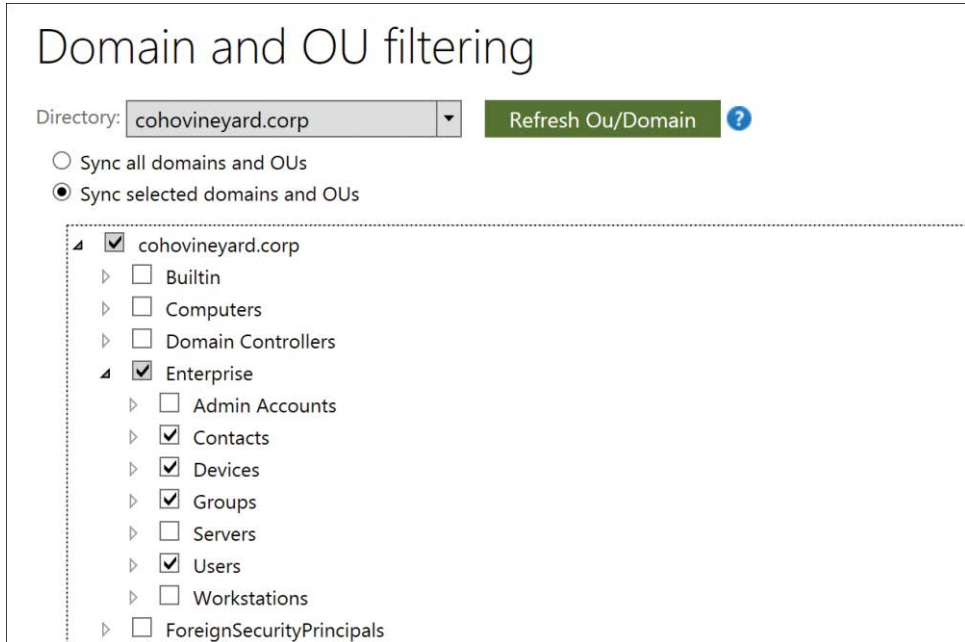 Domain and OU filtering
Directory: cohovineyard.corp Refresh Ou/Domain ?
Sync all domains and OUs
Sync selected domains and OUs
cohovineyard.corp
Builtin
Computers
Domain Controllers
Enterprise
Admin Accounts
Contacts
Devices
Groups
Servers
Users
Workstations
ForeignSecurityPrincipals